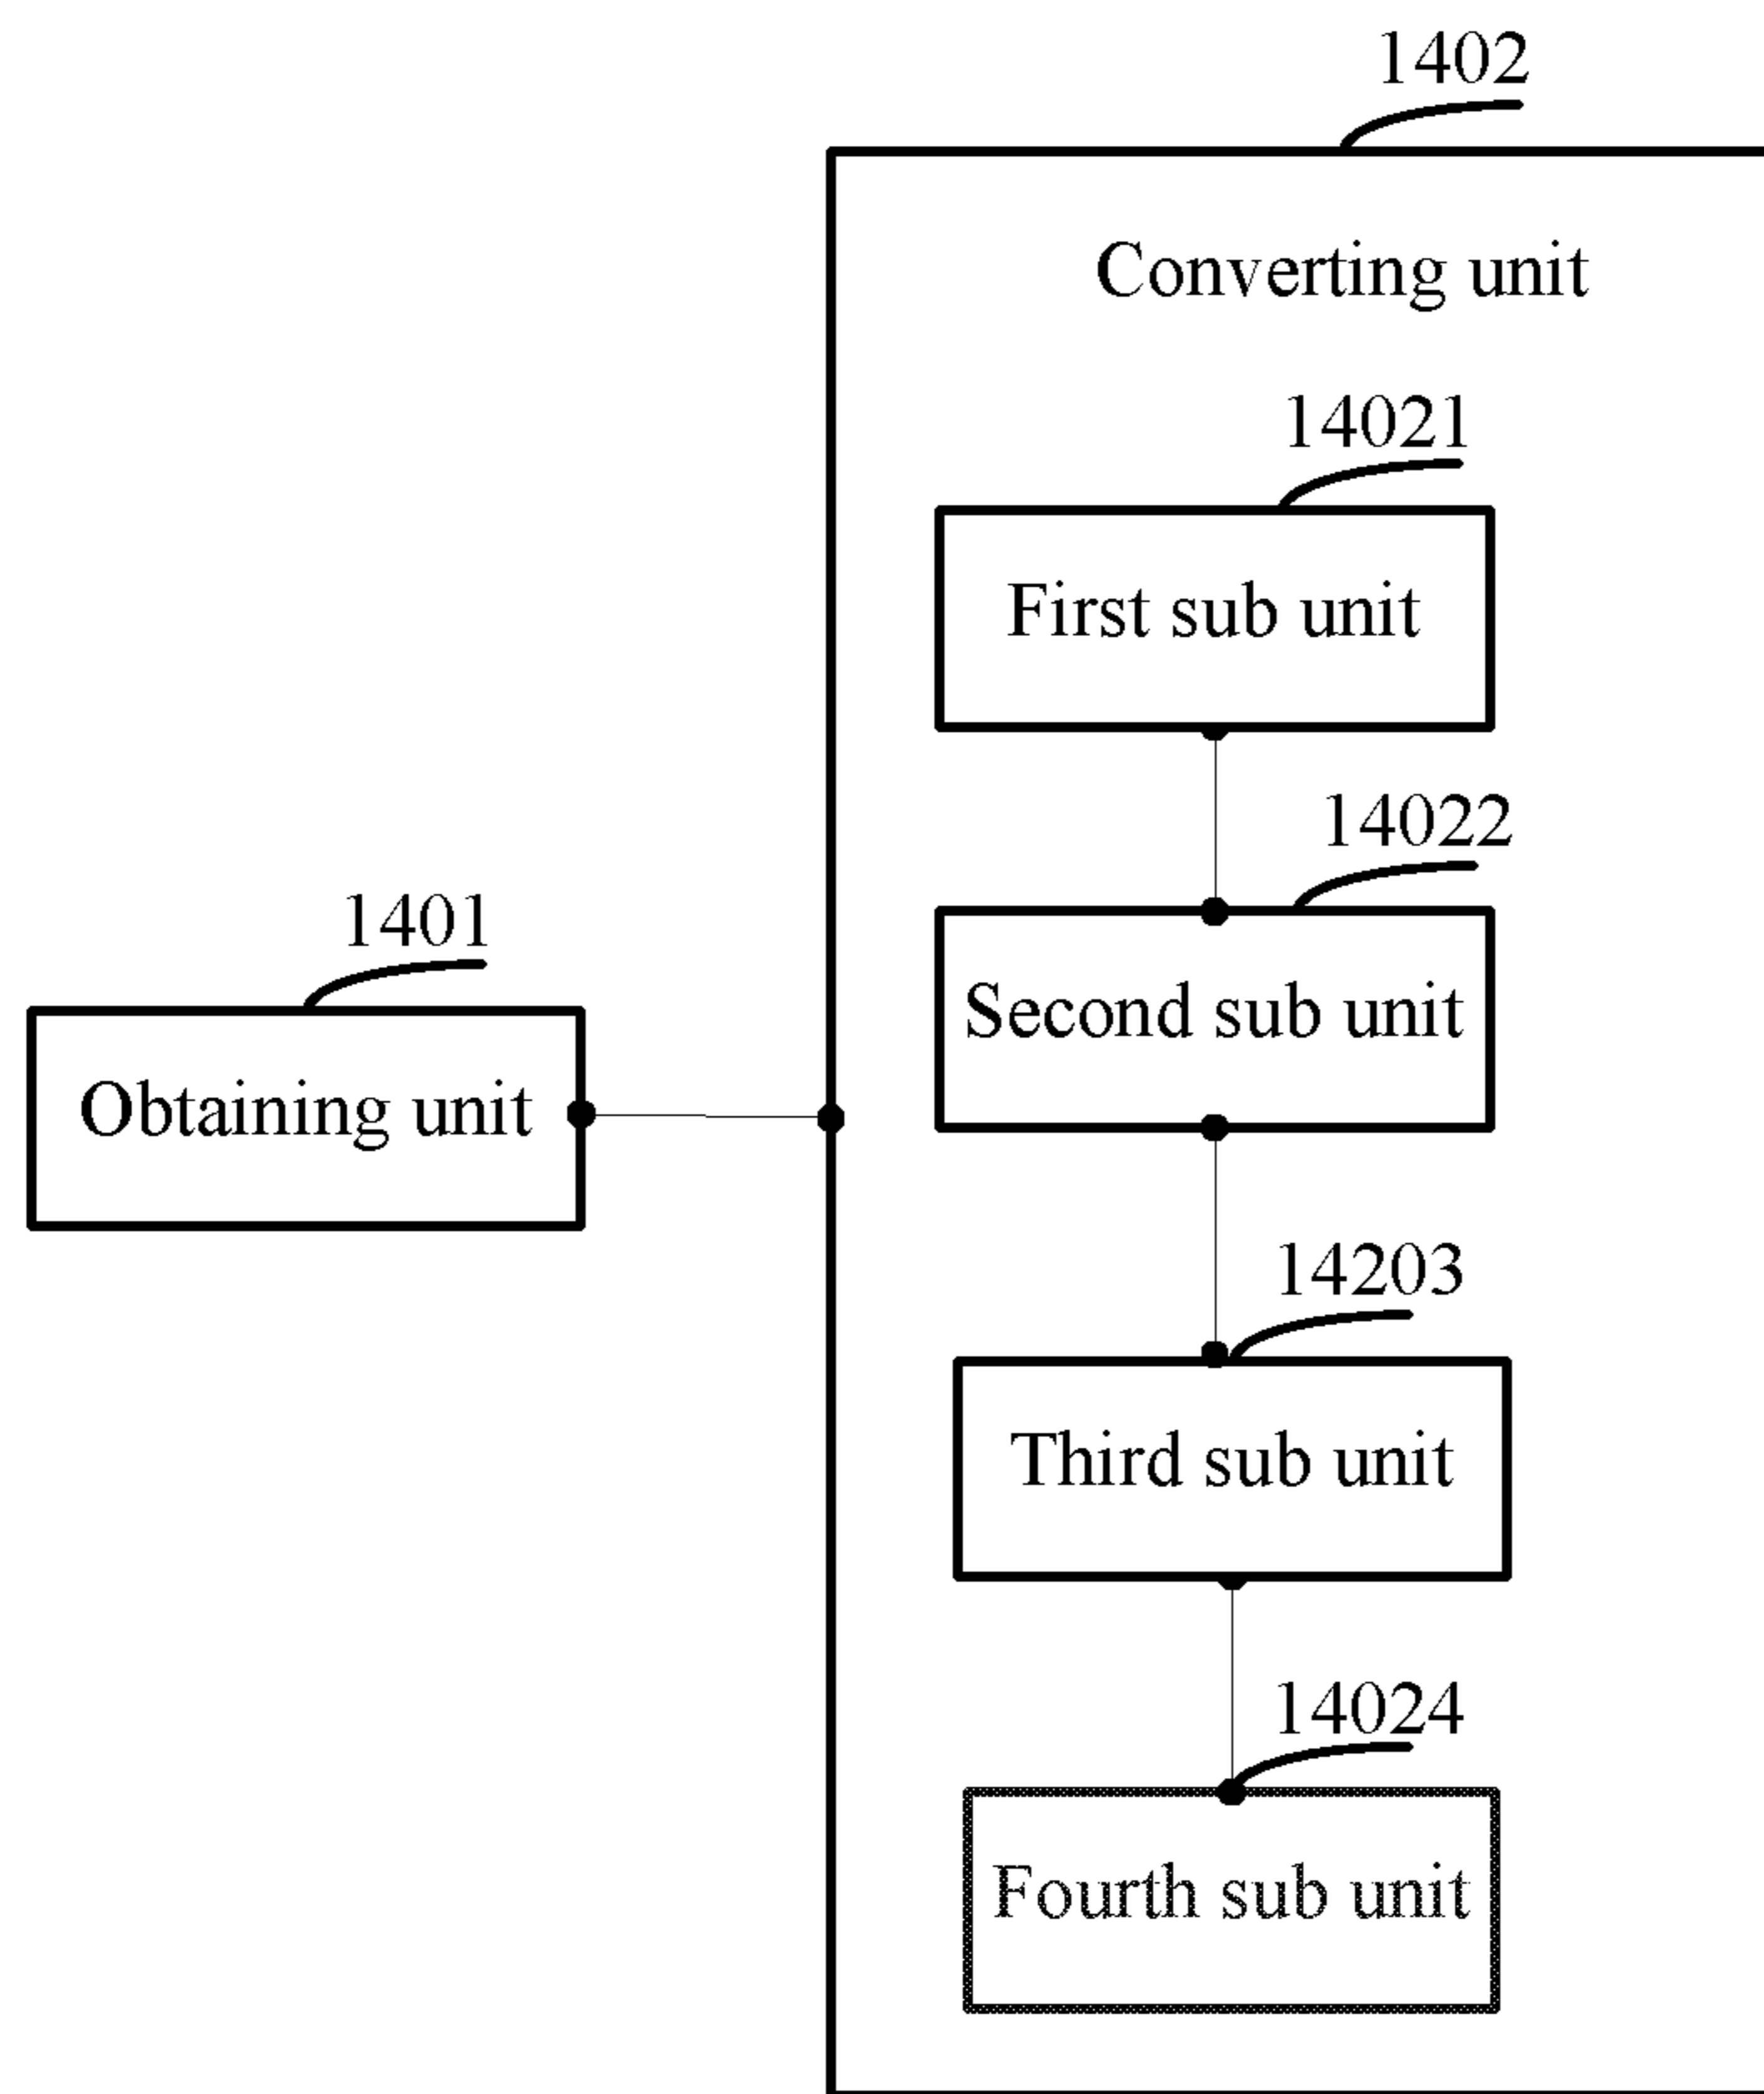 1402
Converting unit
14021
First sub unit
14022
Second sub unit
1401
Obtaining unit
14203
Third sub unit
14024
Fourth sub unit